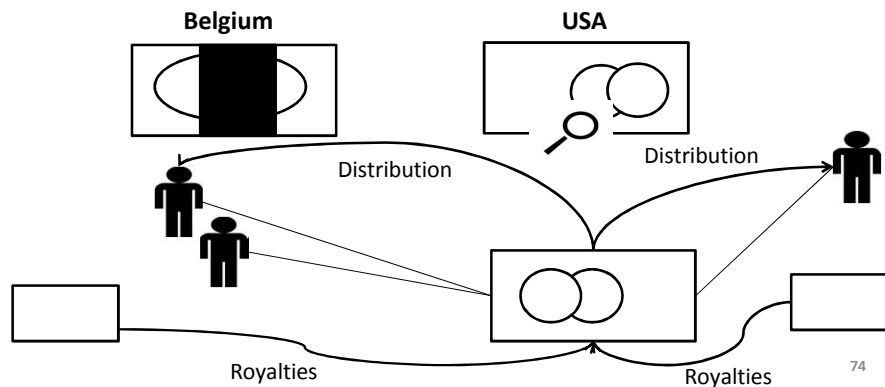 Belgium
USA
Distribution
Distribution
Royalties
Royalties
74